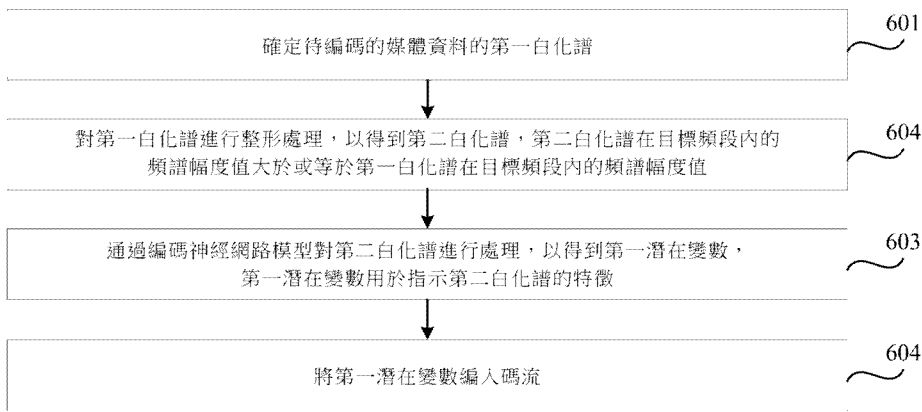 601
確定待編碼的媒體資料的第一白化譜
604
對第一白化譜進行整形處理，以得到第二白化譜，第二白化譜在目標頻段內的
頻譜幅度值大於或等於第一白化譜在目標頻段內的頻譜幅度值
603
通過編碼神經網路模型對第二白化譜進行處理，以得到第一潛在變數，
第一潛在變數用於指示第二白化譜的特徵
604
將第一潛在變數編入碼流